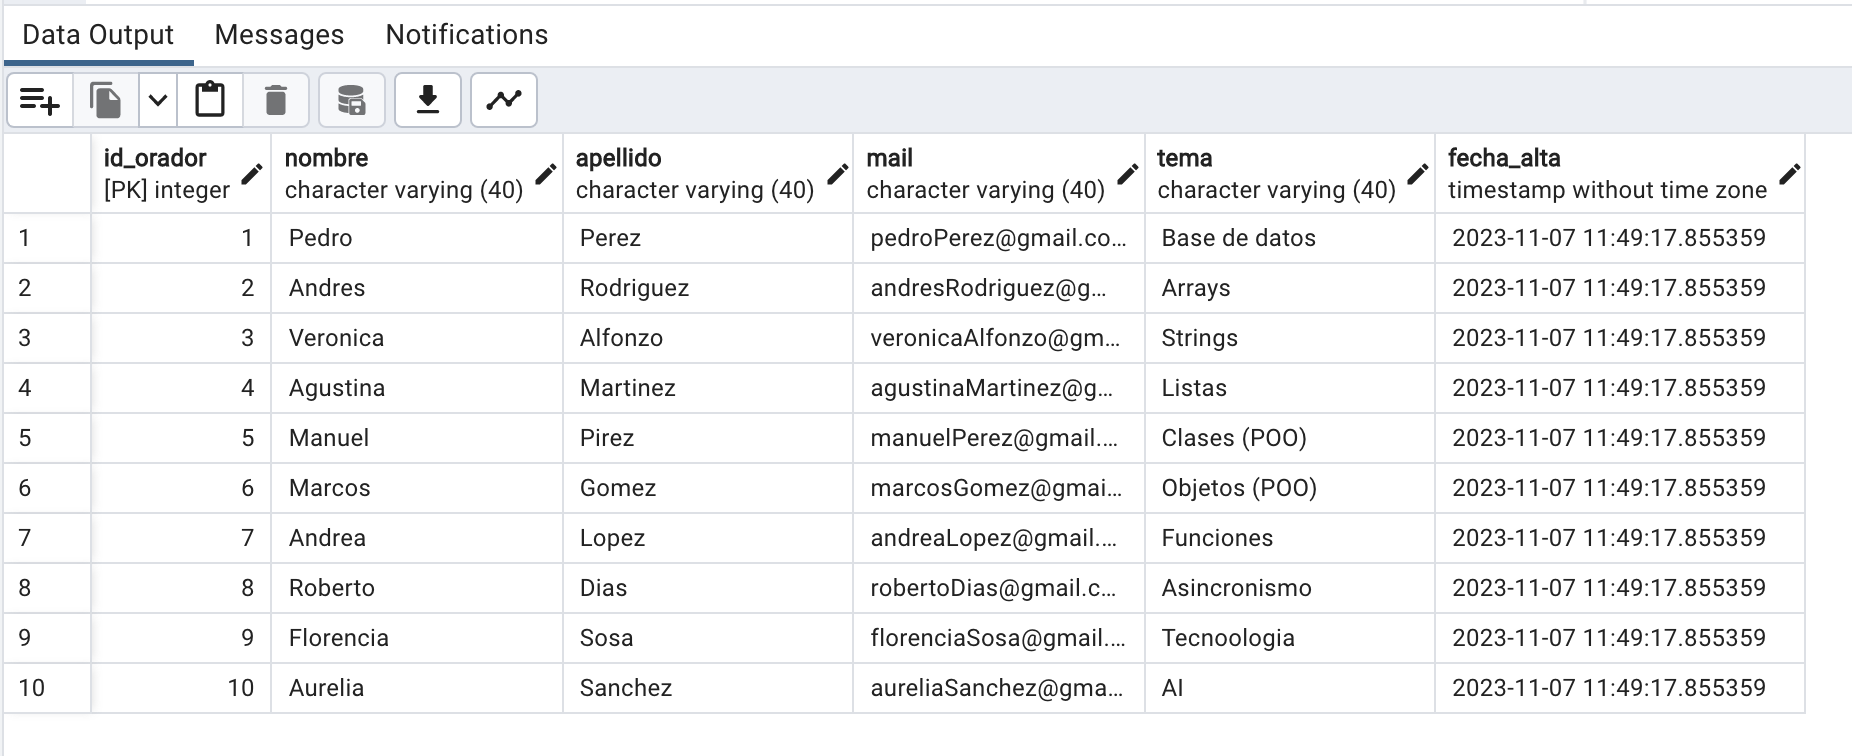 Data Output Messages Notifications
id_orador nombre apellido mail tema fecha_alta
[PK] integer character varying (40) character varying (40) character varying (40) character varying (40) timestamp without time zone
1 1 Pedro Perez pedroPerez@gmail.co... Base de datos 2023-11-07 11:49:17.855359
2 2 Andres Rodriguez andresRodriguez@g... Arrays 2023-11-07 11:49:17.855359
3 3 Veronica Alfonzo veronicaAlfonzo@gm... Strings 2023-11-07 11:49:17.855359
4 4 Agustina Martinez agustinaMartinez@g... Listas 2023-11-07 11:49:17.855359
5 5 Manuel Pirez manuelPerez@gmail.... Clases (POO) 2023-11-07 11:49:17.855359
6 6 Marcos Gomez marcosGomez@gmai... Objetos (POO) 2023-11-07 11:49:17.855359
7 7 Andrea Lopez andreaLopez@gmail.... Funciones 2023-11-07 11:49:17.855359
8 8 Roberto Dias robertoDias@gmail.c... Asincronismo 2023-11-07 11:49:17.855359
9 9 Florencia Sosa florenciaSosa@gmail.... Tecnoologia 2023-11-07 11:49:17.855359
10 10 Aurelia Sanchez aureliaSanchez@gma... AI 2023-11-07 11:49:17.855359